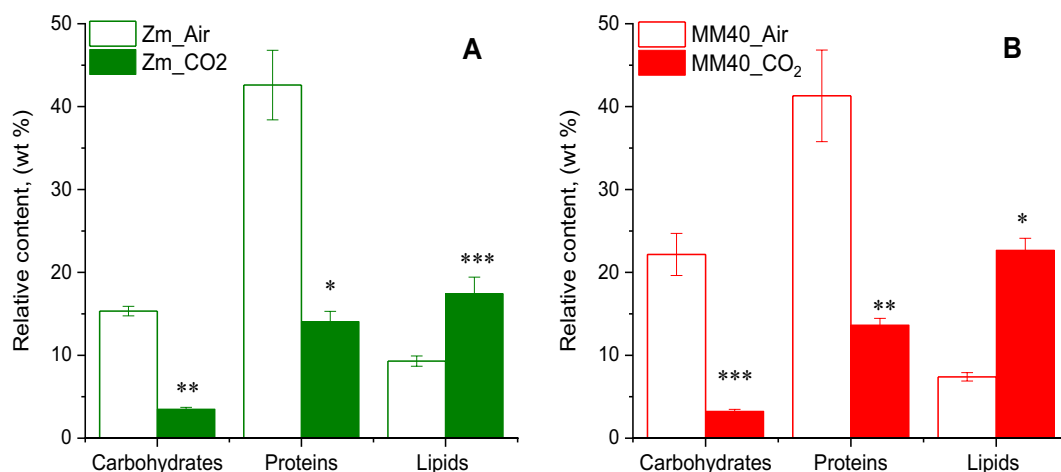 50
40
30
20
10
0
Relative content, (wt %)
Zm_Air
Zm_CO2
A
**
*
***
Carbohydrates Proteins Lipids
50
40
30
20
10
0
Relative content, (wt %)
MM40_Air
MM40_CO₂
B
***
**
*
Carbohydrates Proteins Lipids